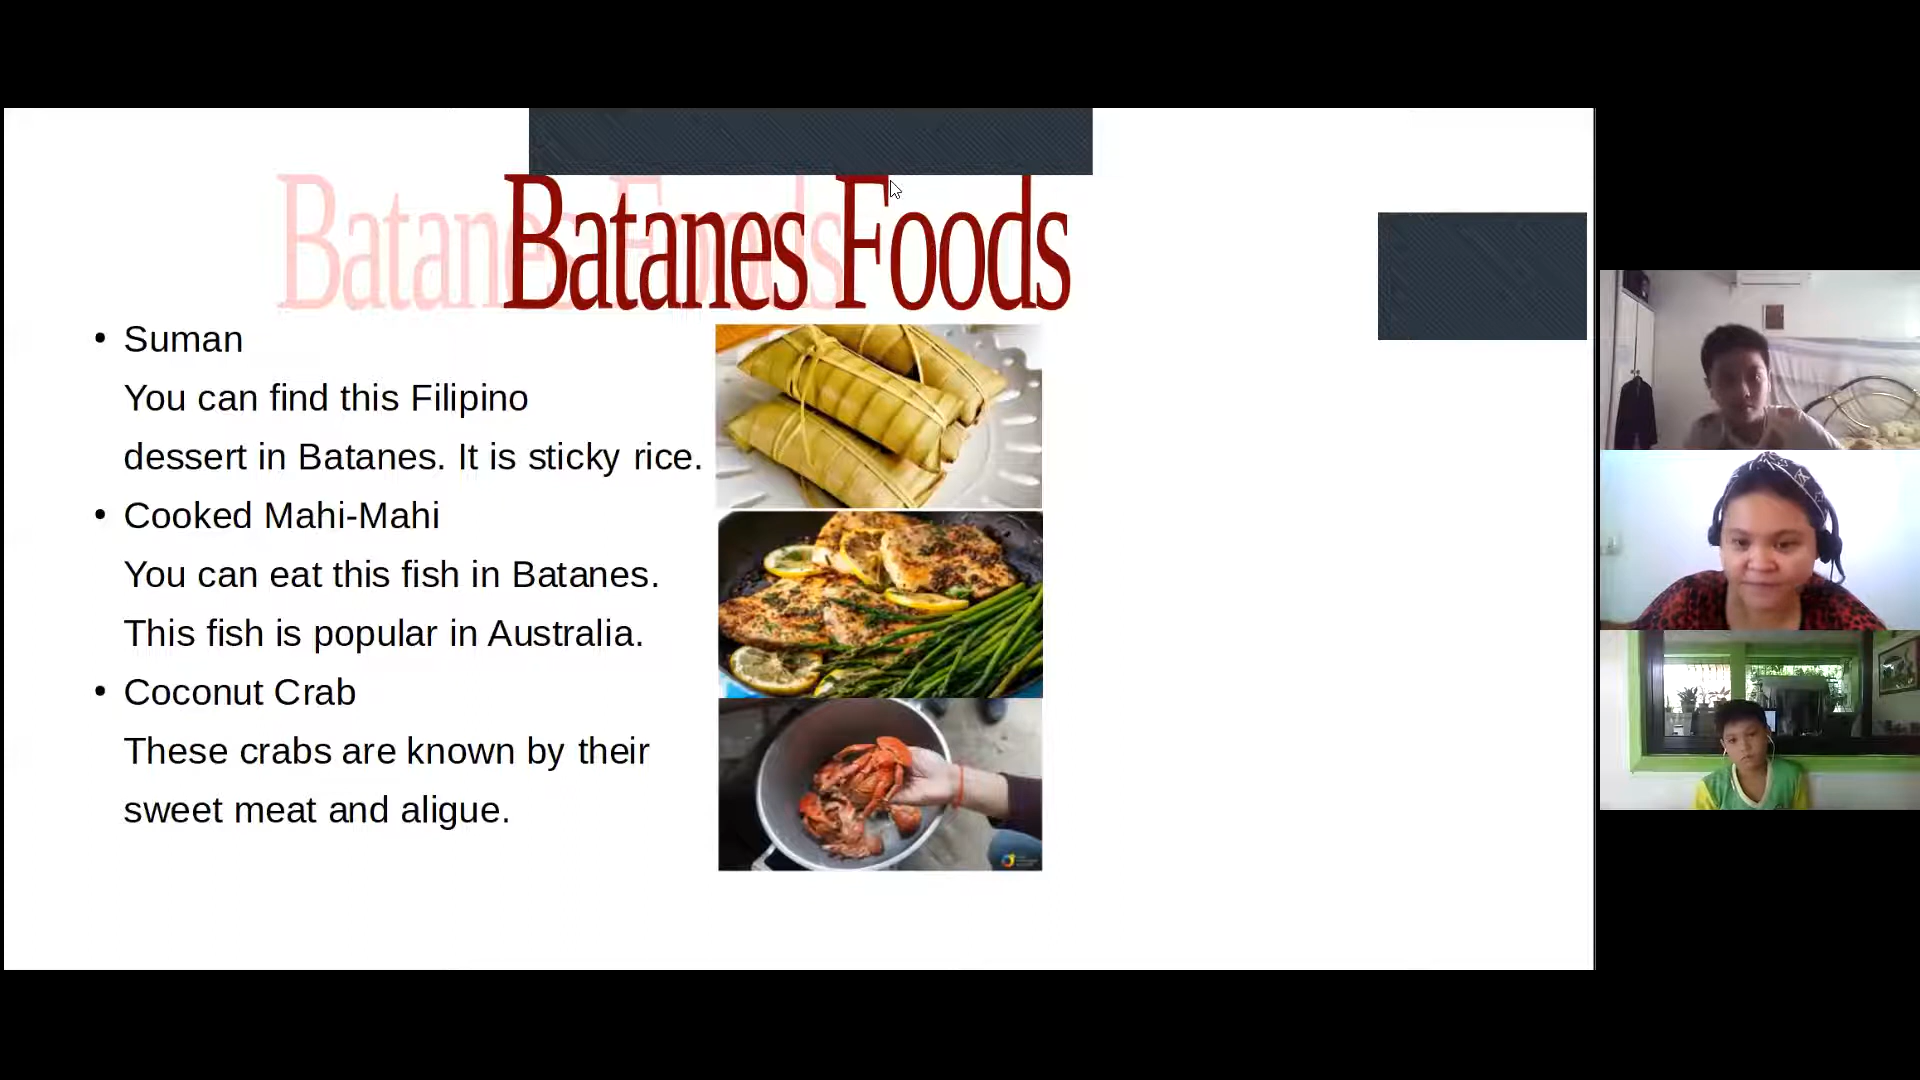 Batanes Foods
• Suman
You can find this Filipino
dessert in Batanes. It is sticky rice.
• Cooked Mahi-Mahi
You can eat this fish in Batanes.
This fish is popular in Australia.
• Coconut Crab
These crabs are known by their
sweet meat and aligue.